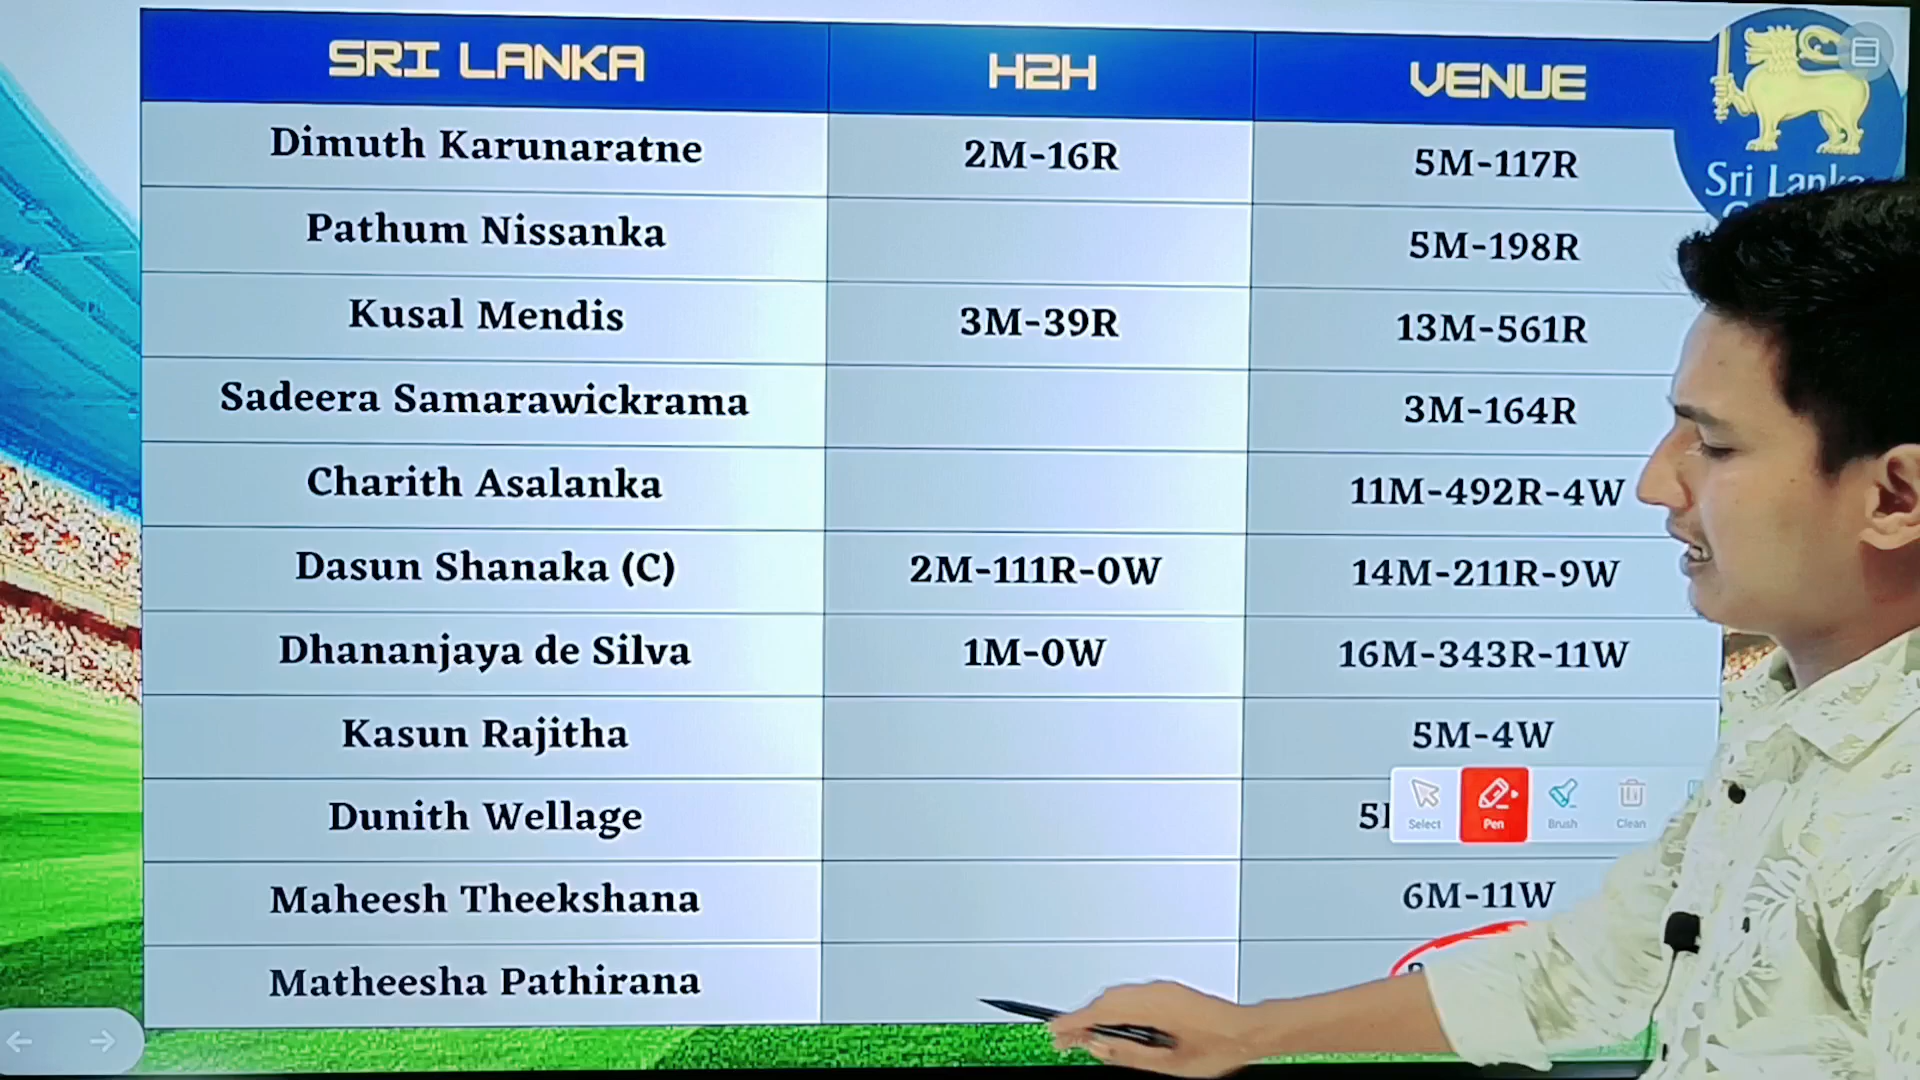 SRI LANKA H2H VENUE
Dimuth Karunaratne 2M-16R 5M-117R
Pathum Nissanka 5M-198R
Kusal Mendis 3M-39R 13M-561R
Sadeera Samarawickrama 3M-164R
Charith Asalanka 11M-492R-4W
Dasun Shanaka (C) 2M-111R-0W 14M-211R-9W
Dhananjaya de Silva 1M-0W 16M-343R-11W
Kasun Rajitha 5M-4W
Dunith Wellage
Maheesh Theekshana 6M-11W
Matheesha Pathirana
Sri Lanka
Select Pen Brush Clean